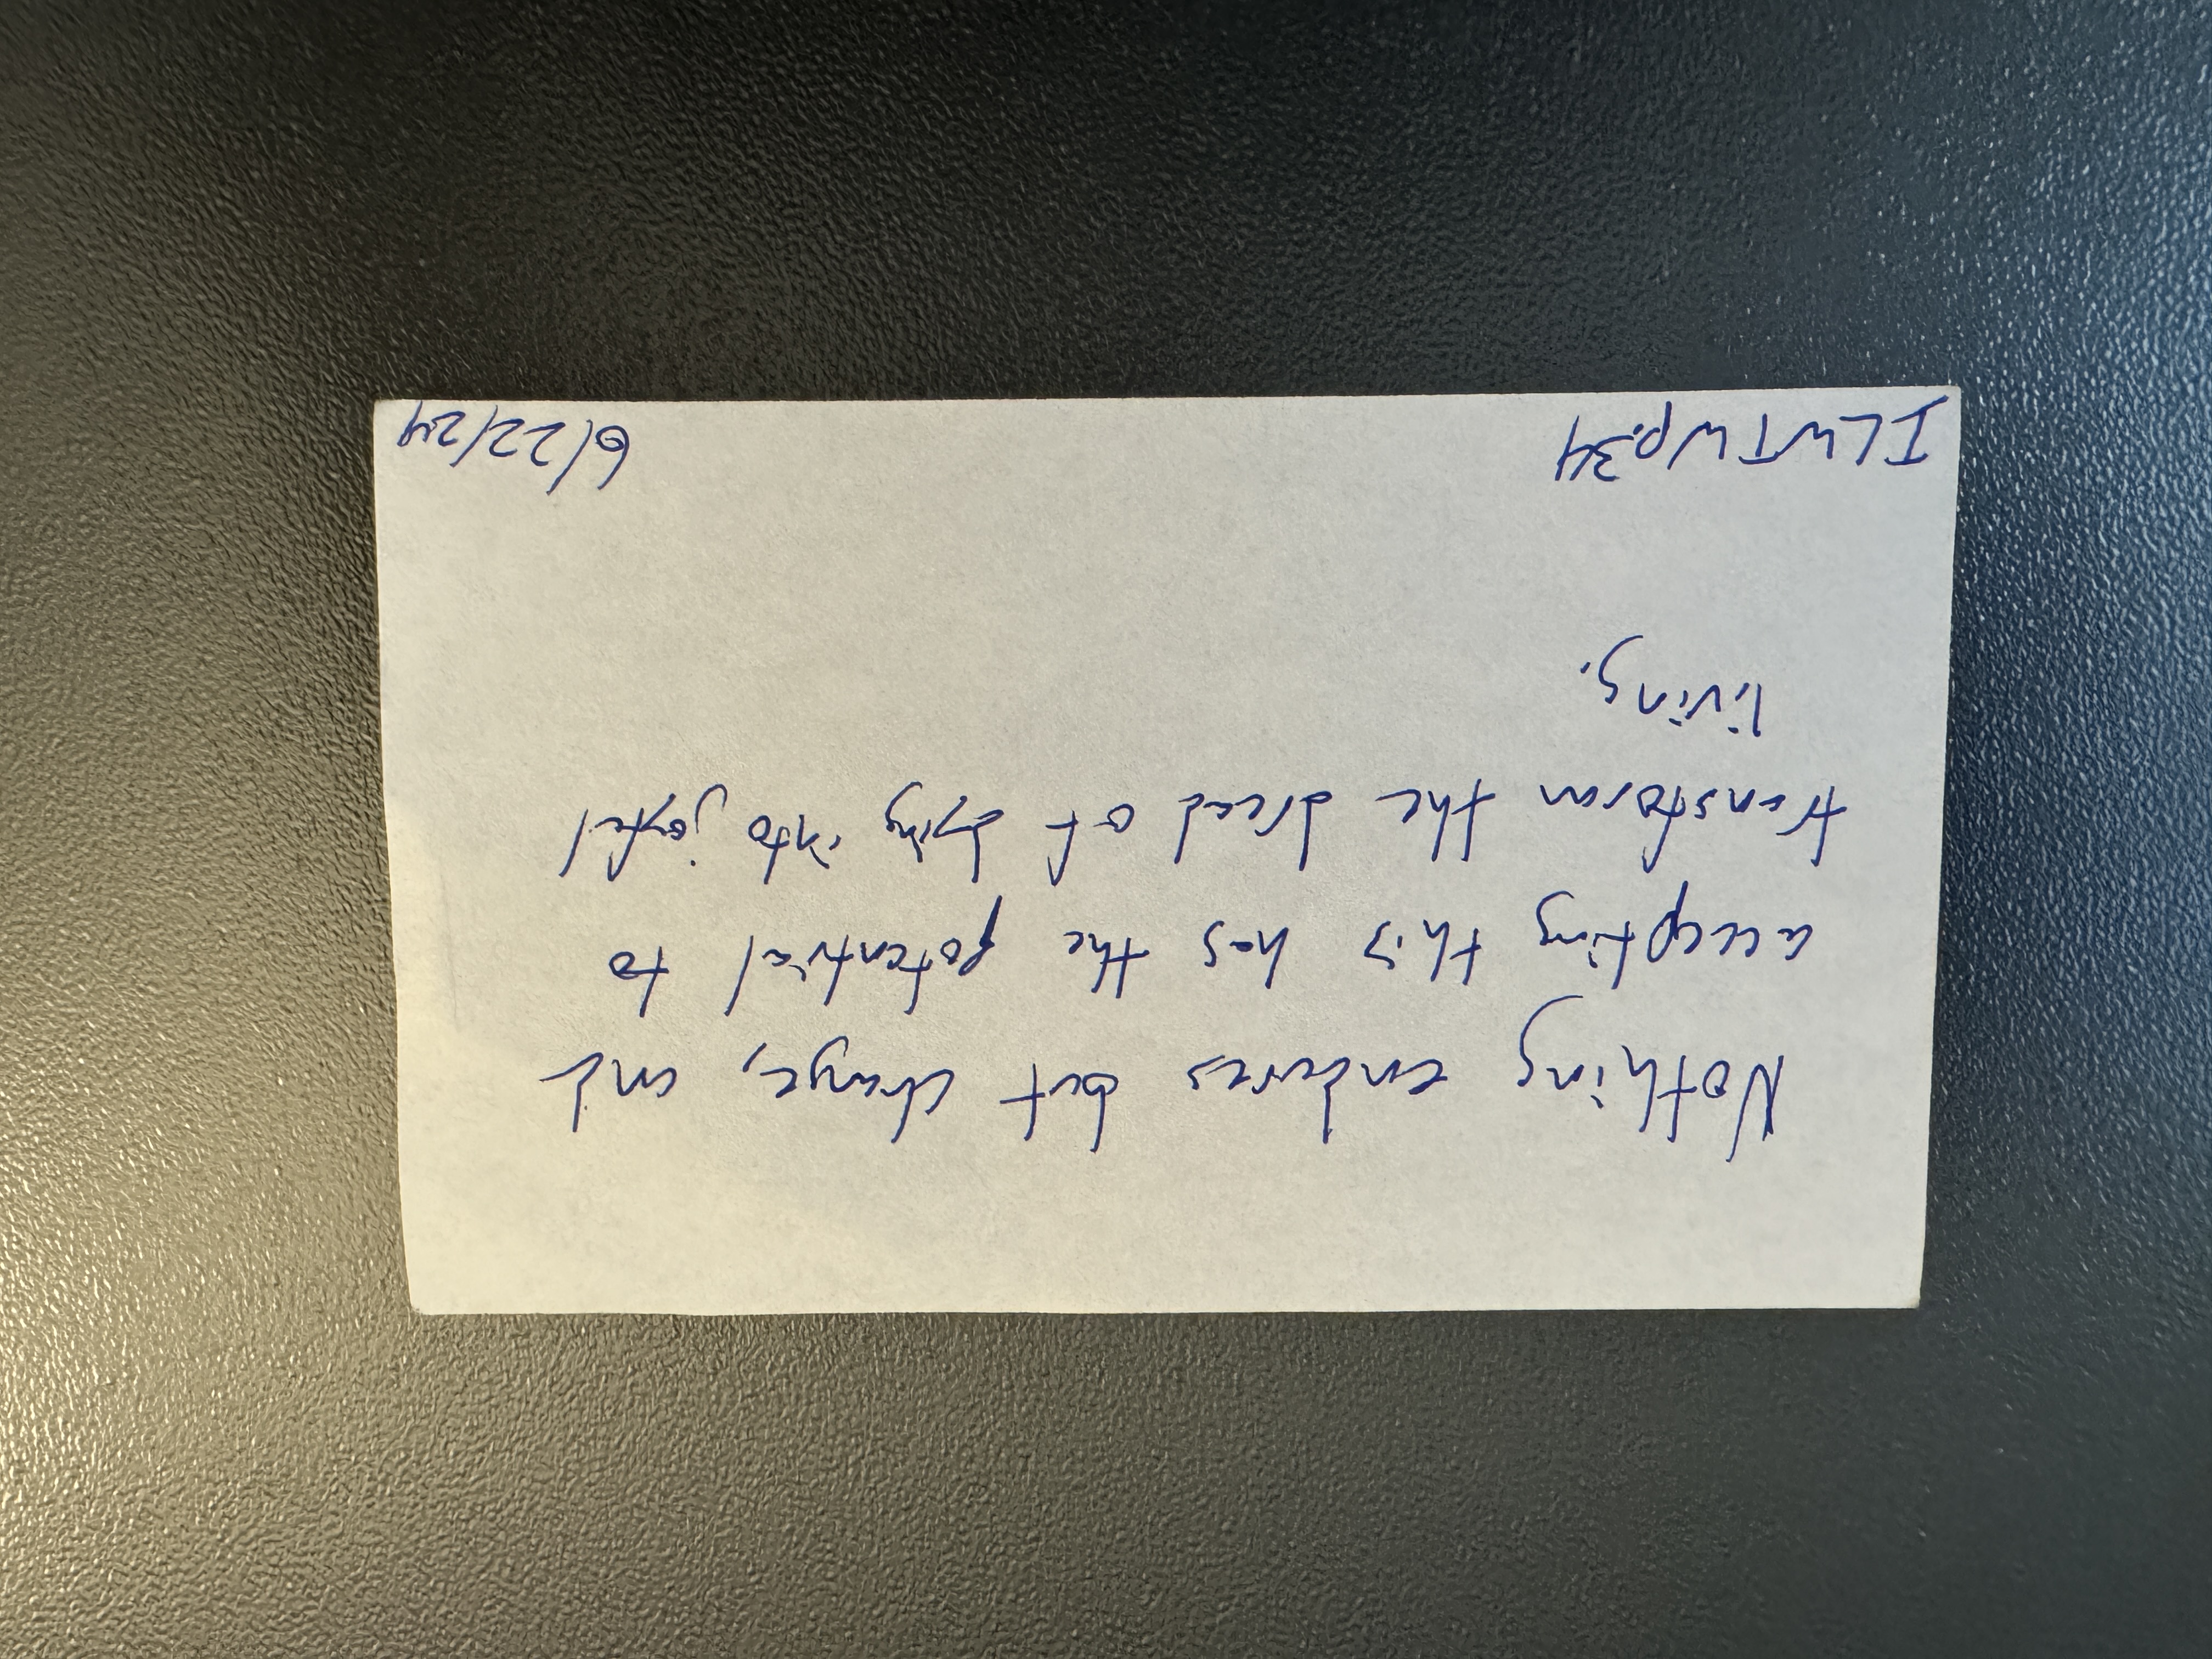 Nothing endures but change, and
accepting this has the potential to
transform the dread of dying into joyful
living.
ILWTW p.34
6/22/24